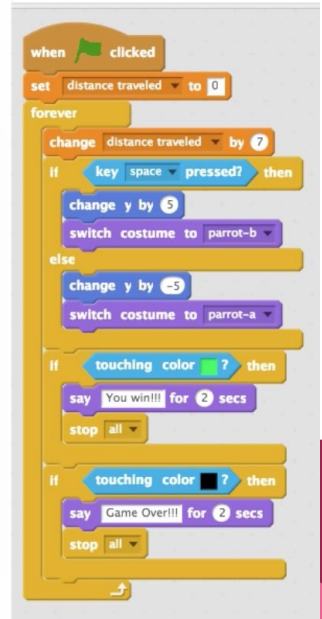 when clicked
set distance traveled to 0
forever
change distance traveled by 7
if key space pressed? then
change y by 5
switch costume to parrot-b
else
change y by -5
switch costume to parrot-a
if touching color ? then
say You win!!! for 2 secs
stop all
if touching color ? then
say Game Over!!! for 2 secs
stop all